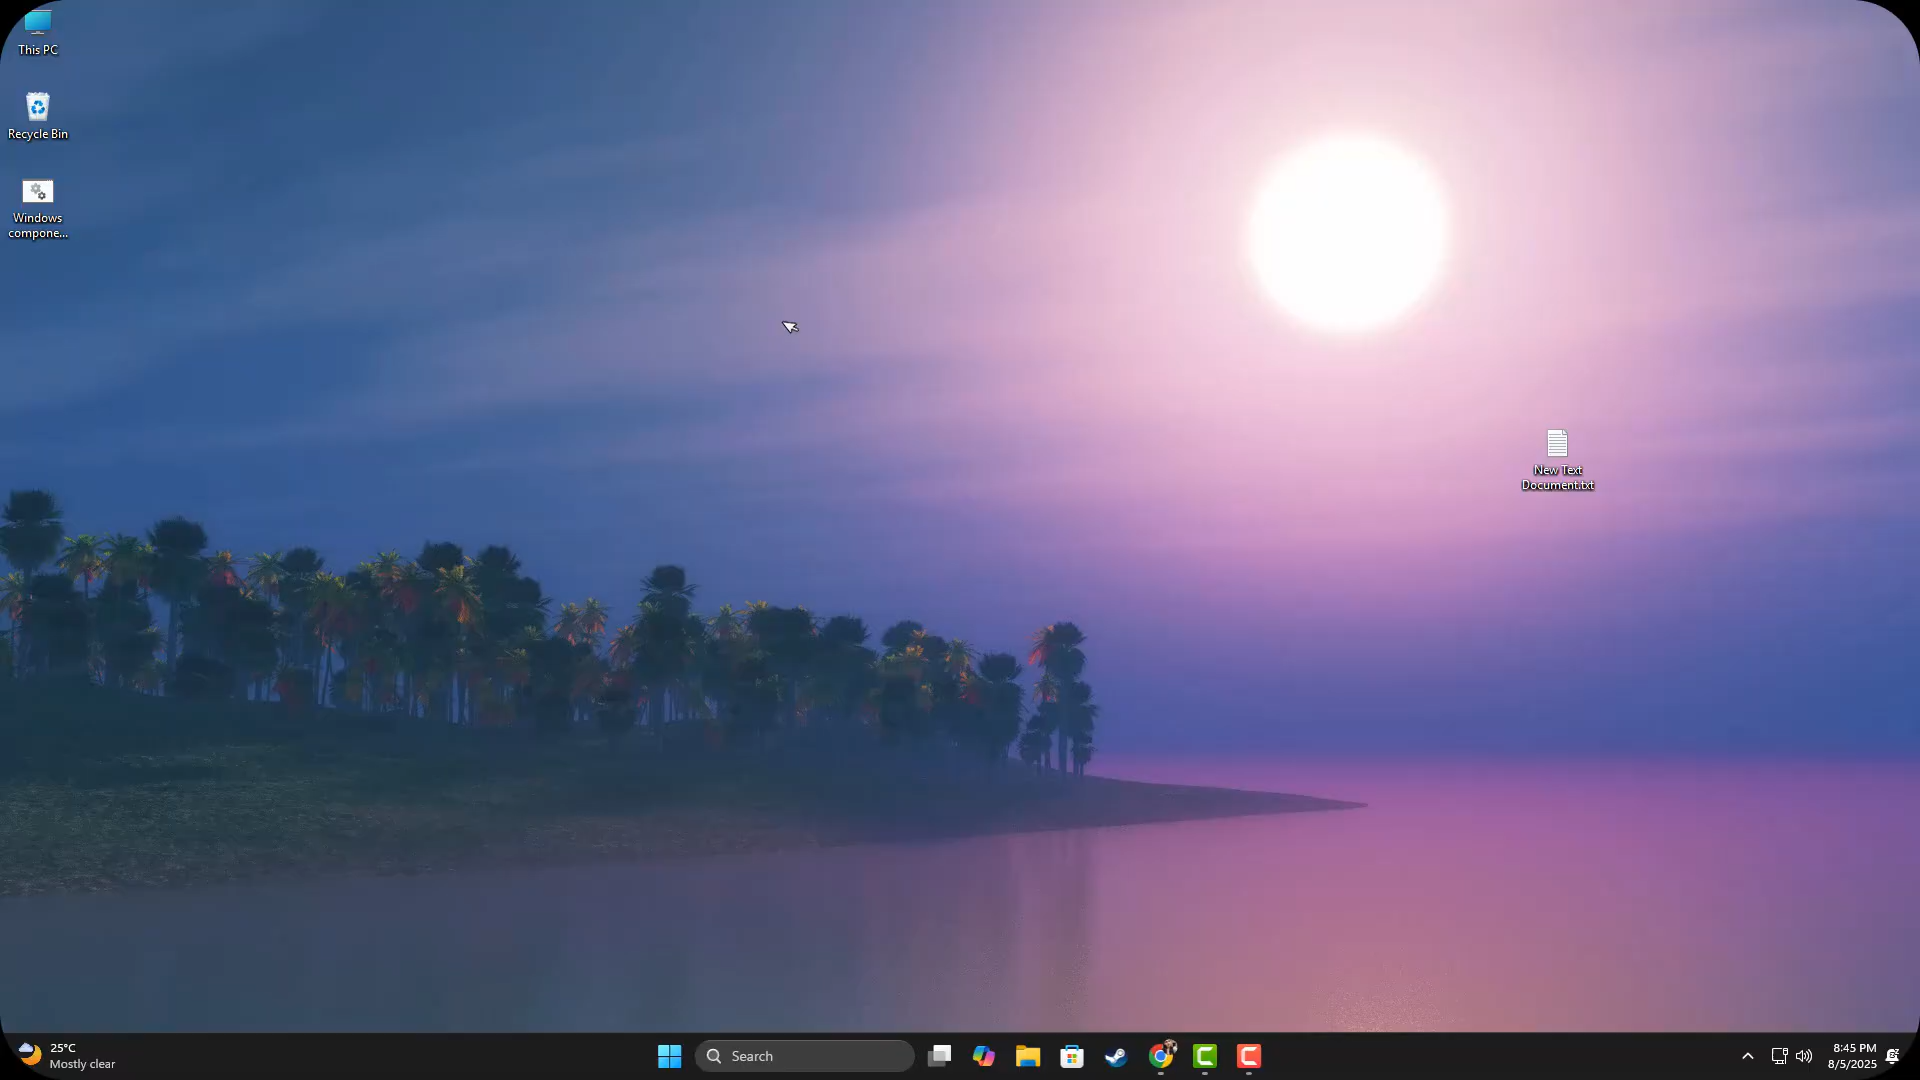 This PC
Recycle Bin
Windows
compone...
New Text
Document.txt
25°C
Mostly clear
Search
8:45 PM
8/5/2025